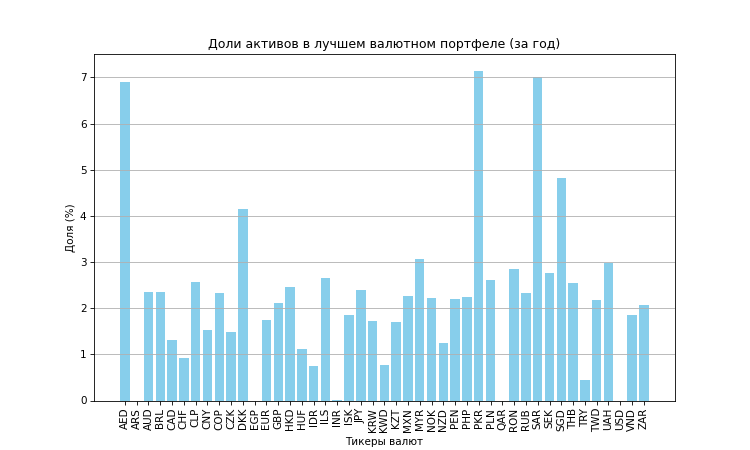 Доли активов в лучшем валютном портфеле (за год)
Доля (%)
7
6
5
4
3
2
1
0
AED ARS AUD BRL CAD CHF CLP CNY COP CZK DKK EGP EUR GBP HKD HUF IDR ILS INR ISK JPY KRW KWD KZT MXN MYR NOK NZD PEN PHP PKR PLN QAR RON RUB SAR SEK SGD THB TRY TWD UAH USD VND ZAR
Тикеры валют